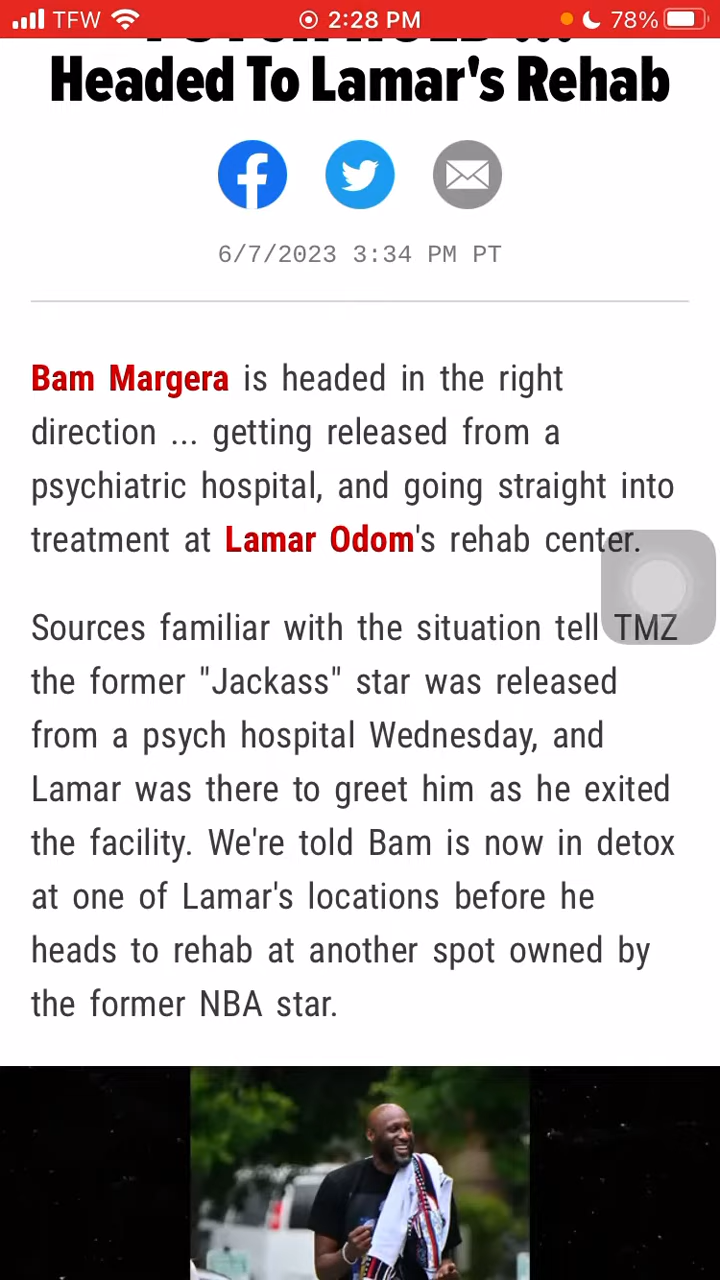 TFW 2:28 PM 78%
Headed To Lamar's Rehab
6/7/2023 3:34 PM PT
Bam Margera is headed in the right
direction ... getting released from a
psychiatric hospital, and going straight into
treatment at Lamar Odom's rehab center.
Sources familiar with the situation tell TMZ
the former "Jackass" star was released
from a psych hospital Wednesday, and
Lamar was there to greet him as he exited
the facility. We're told Bam is now in detox
at one of Lamar's locations before he
heads to rehab at another spot owned by
the former NBA star.